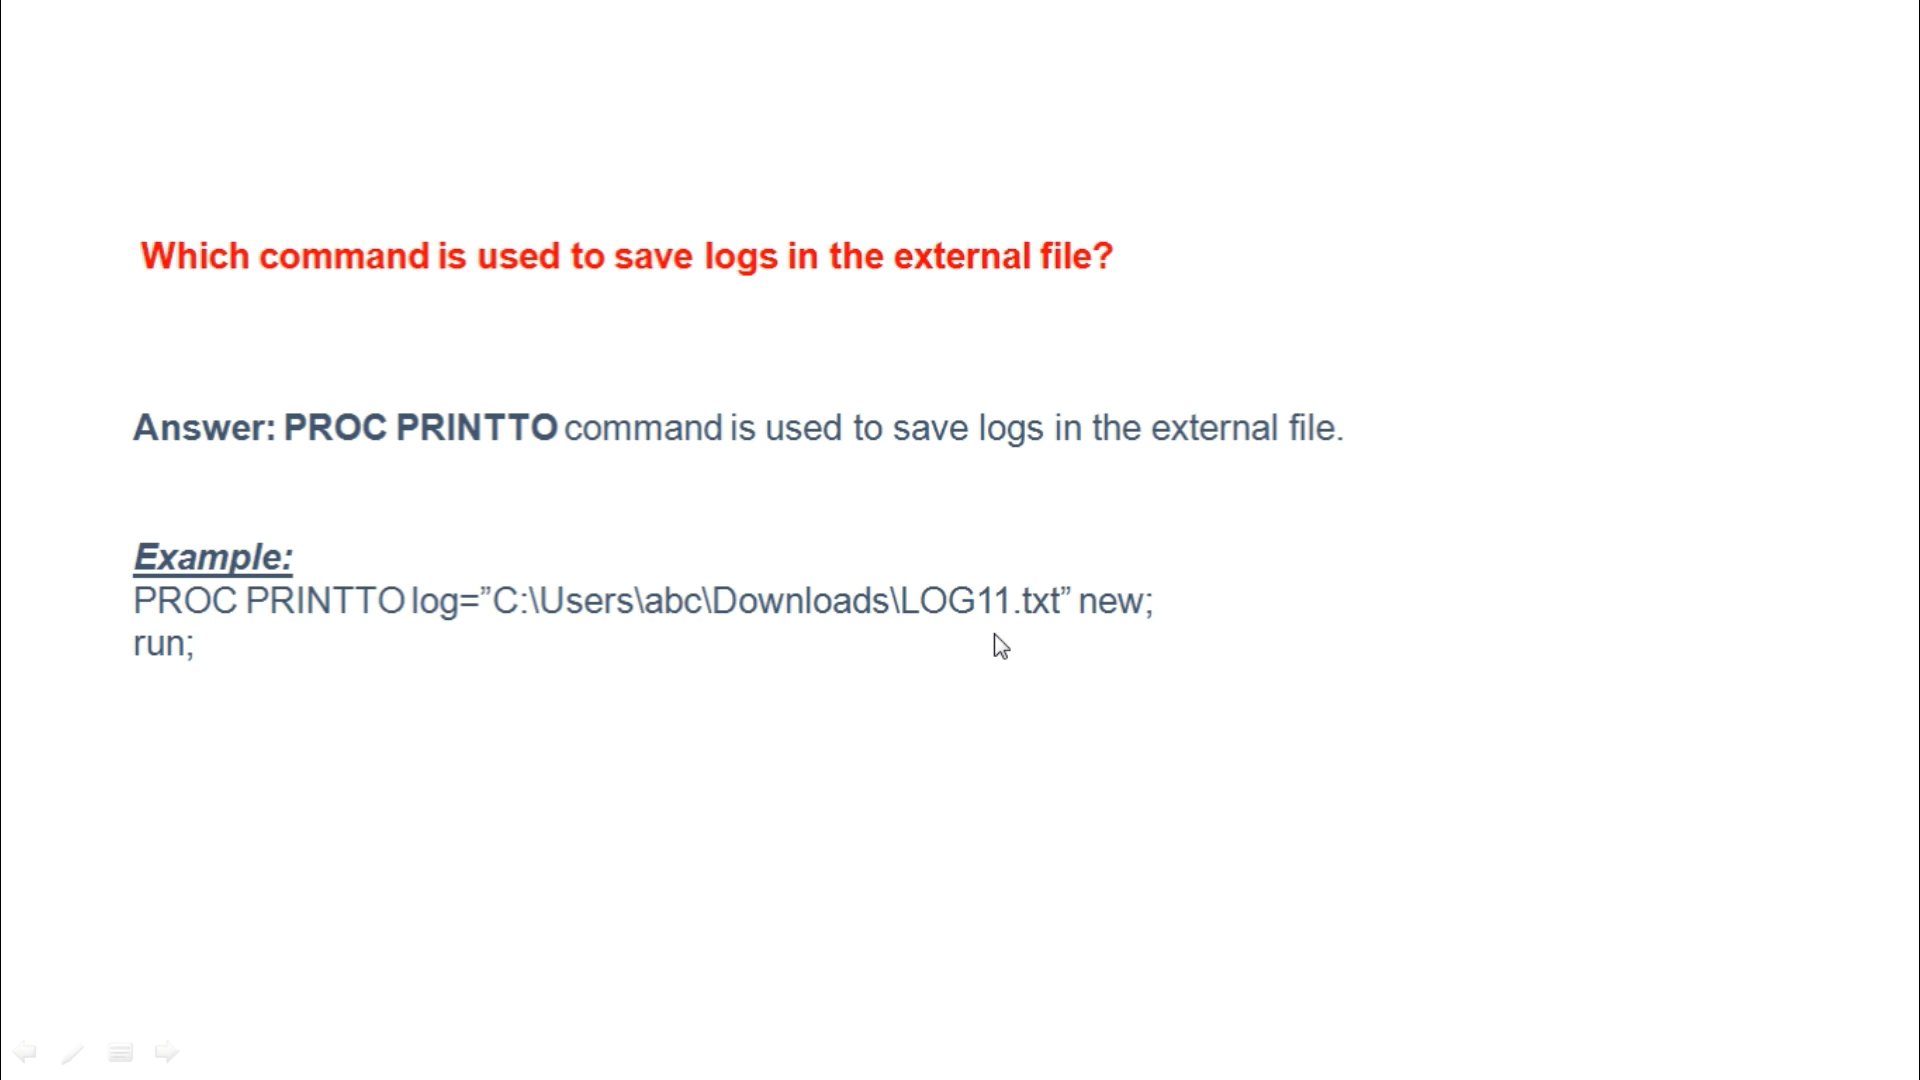 Which command is used to save logs in the external file?
Answer: PROC PRINTTO command is used to save logs in the external file.
Example:
PROC PRINTTO log=”C:\Users\abc\Downloads\LOG11.txt” new;
run;